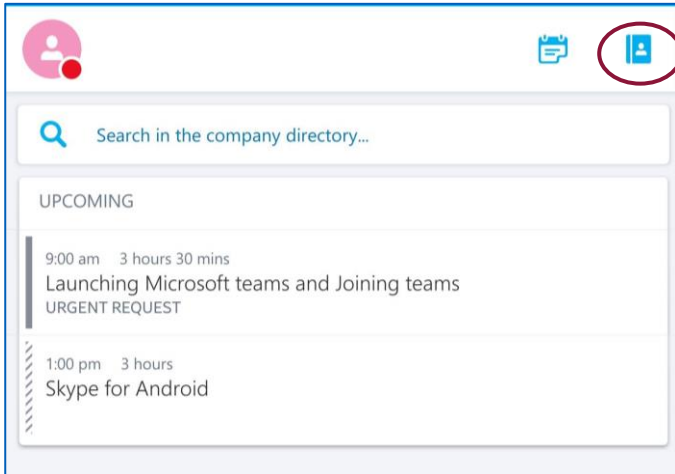 Search in the company directory...
UPCOMING
9:00 am 3 hours 30 mins
Launching Microsoft teams and Joining teams
URGENT REQUEST
1:00 pm 3 hours
Skype for Android